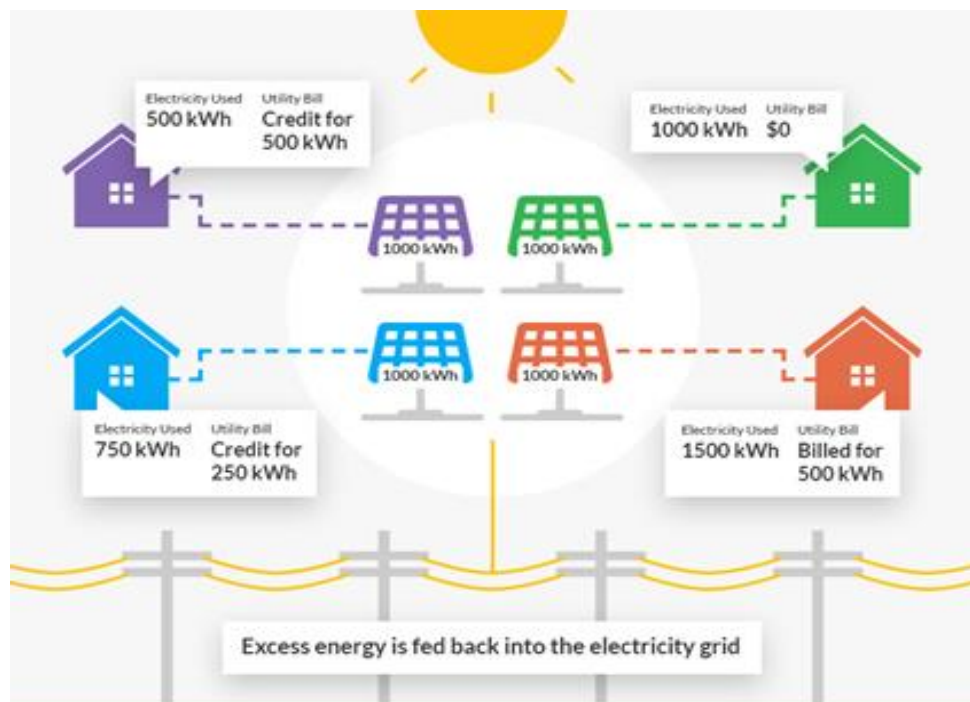 Electricity Used Utility Bill
500 kWh Credit for
500 kWh
Electricity Used Utility Bill
1000 kWh $0
1000 kWh
1000 kWh
1000 kWh
1000 kWh
Electricity Used Utility Bill
750 kWh Credit for
250 kWh
Electricity Used Utility Bill
1500 kWh Billed for
500 kWh
Excess energy is fed back into the electricity grid